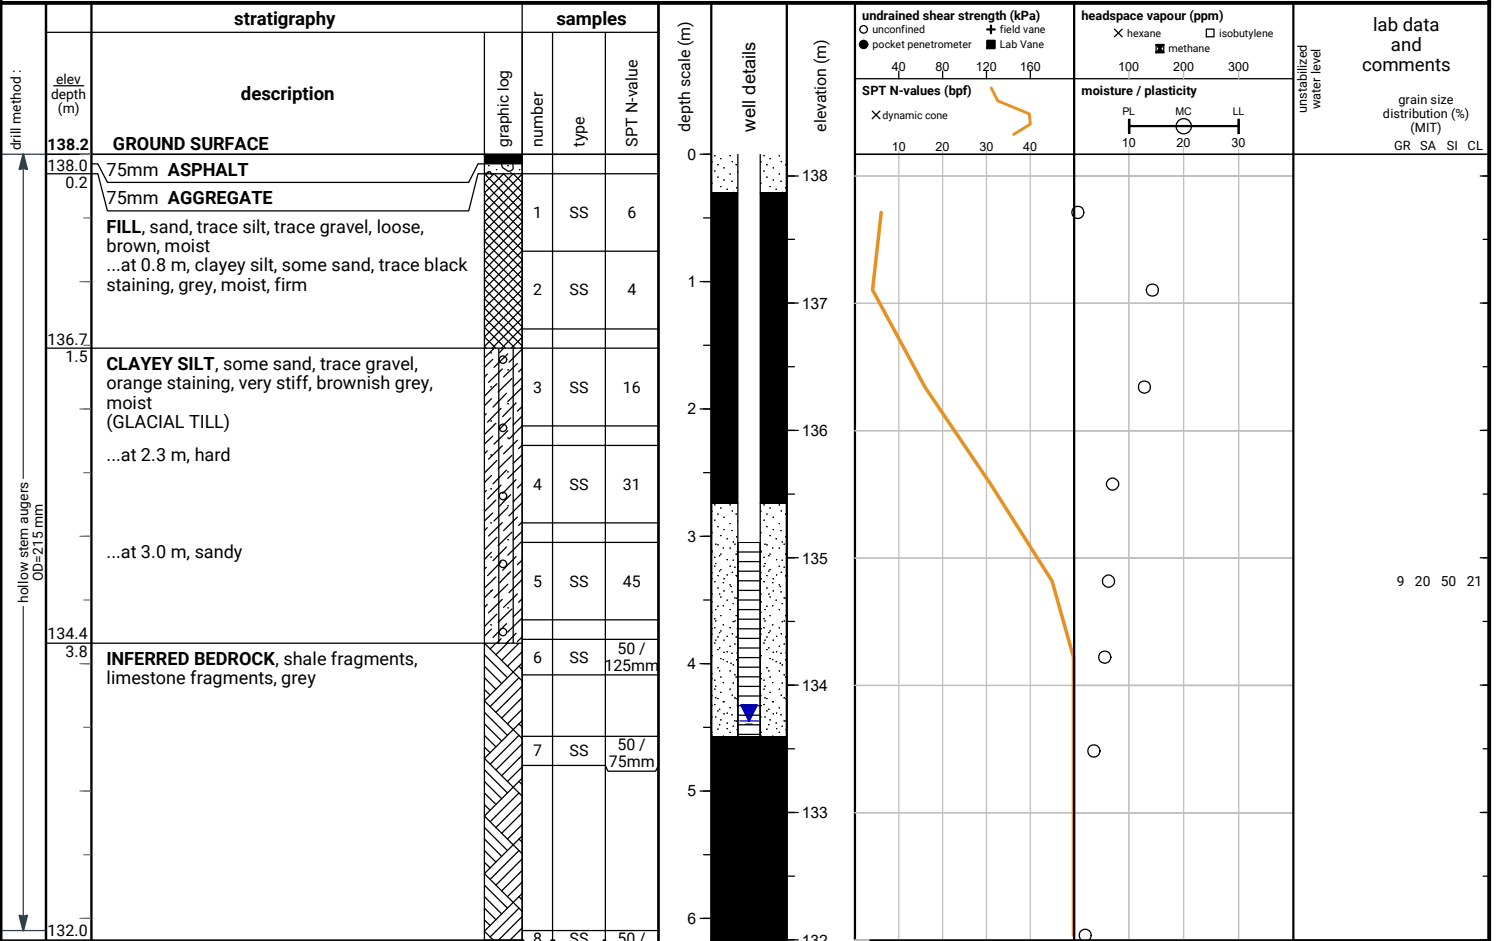 stratigraphy
samples
drill method :
elev
depth
(m)
description
graphic log
number
type
SPT N-value
depth scale (m)
well details
elevation (m)
undrained shear strength (kPa)
unconfined
field vane
pocket penetrometer
Lab Vane
40 80 120 160
SPT N-values (bpf)
dynamic cone
10 20 30 40
headspace vapour (ppm)
hexane
isobutylene
methane
100 200 300
moisture / plasticity
PL MC LL
10 20 30
unstabilized
water level
lab data
and
comments
grain size
distribution (%)
(MIT)
GR SA SI CL
138.2 GROUND SURFACE
138.0
0.2
75mm ASPHALT
75mm AGGREGATE
FILL, sand, trace silt, trace gravel, loose,
brown, moist
...at 0.8 m, clayey silt, some sand, trace black
staining, grey, moist, firm
136.7
1.5
CLAYEY SILT, some sand, trace gravel,
orange staining, very stiff, brownish grey,
moist
(GLACIAL TILL)
...at 2.3 m, hard
...at 3.0 m, sandy
134.4
3.8
INFERRED BEDROCK, shale fragments,
limestone fragments, grey
132.0
hollow stem augers
OD=215 mm
1 SS 6
2 SS 4
3 SS 16
4 SS 31
5 SS 45
6 SS 50 /
125mm
7 SS 50 /
75mm
8 SS 50 /
0
1
2
3
4
5
6
138
137
136
135
134
133
132
9 20 50 21